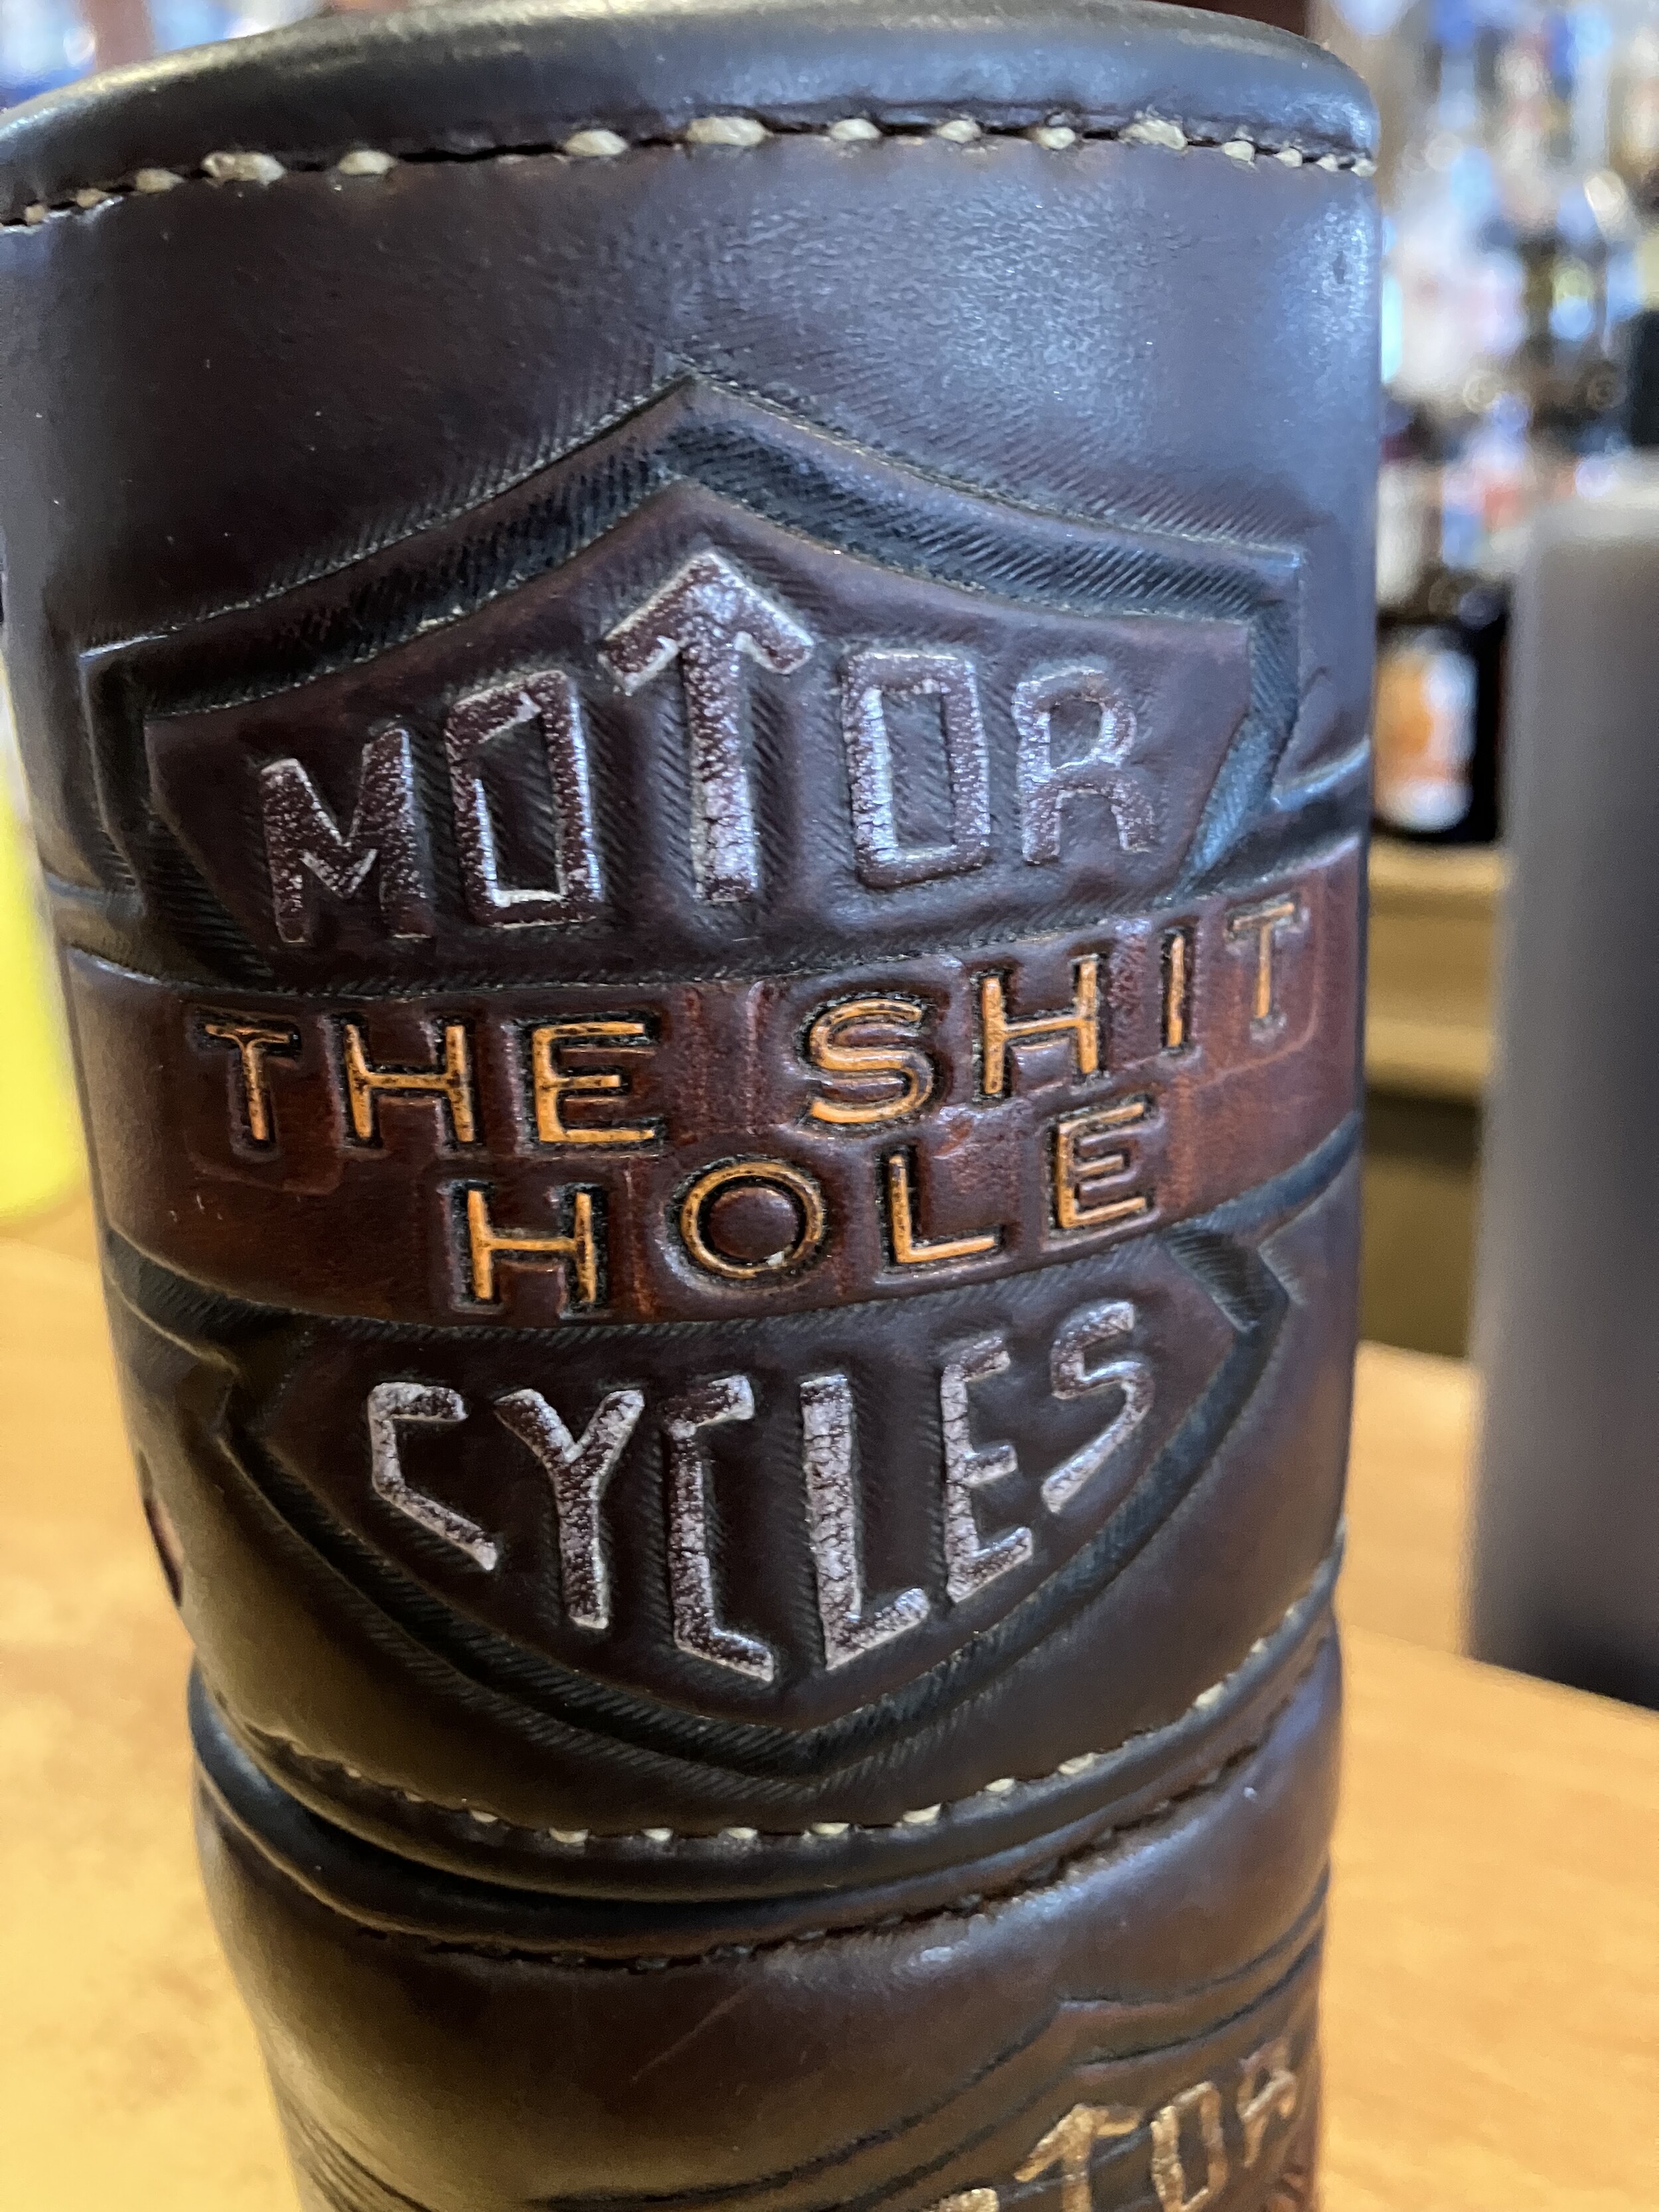 MOTOR
THE SHIT
HOLE
CYCLES